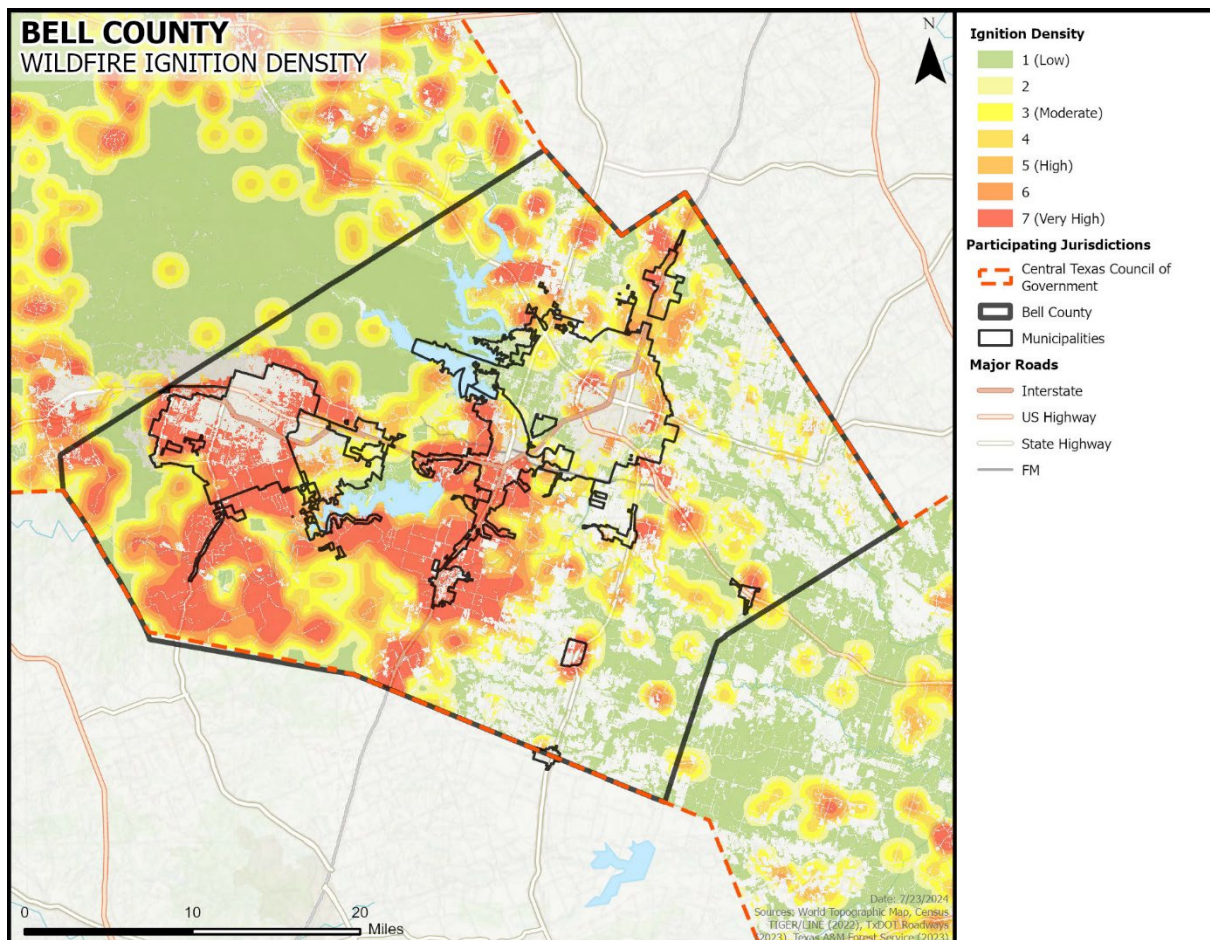 BELL COUNTY
WILDFIRE IGNITION DENSITY
N
Ignition Density
1 (Low)
2
3 (Moderate)
4
5 (High)
6
7 (Very High)
Participating Jurisdictions
Central Texas Council of
Government
Bell County
Municipalities
Major Roads
Interstate
US Highway
State Highway
FM
0 10 20
Miles
Date: 7/23/2024
Sources: World Topographic Map, Census
TIGER/LINE (2022), TxDOT Roadways
(2023), Texas A&M Forest Service (2023)